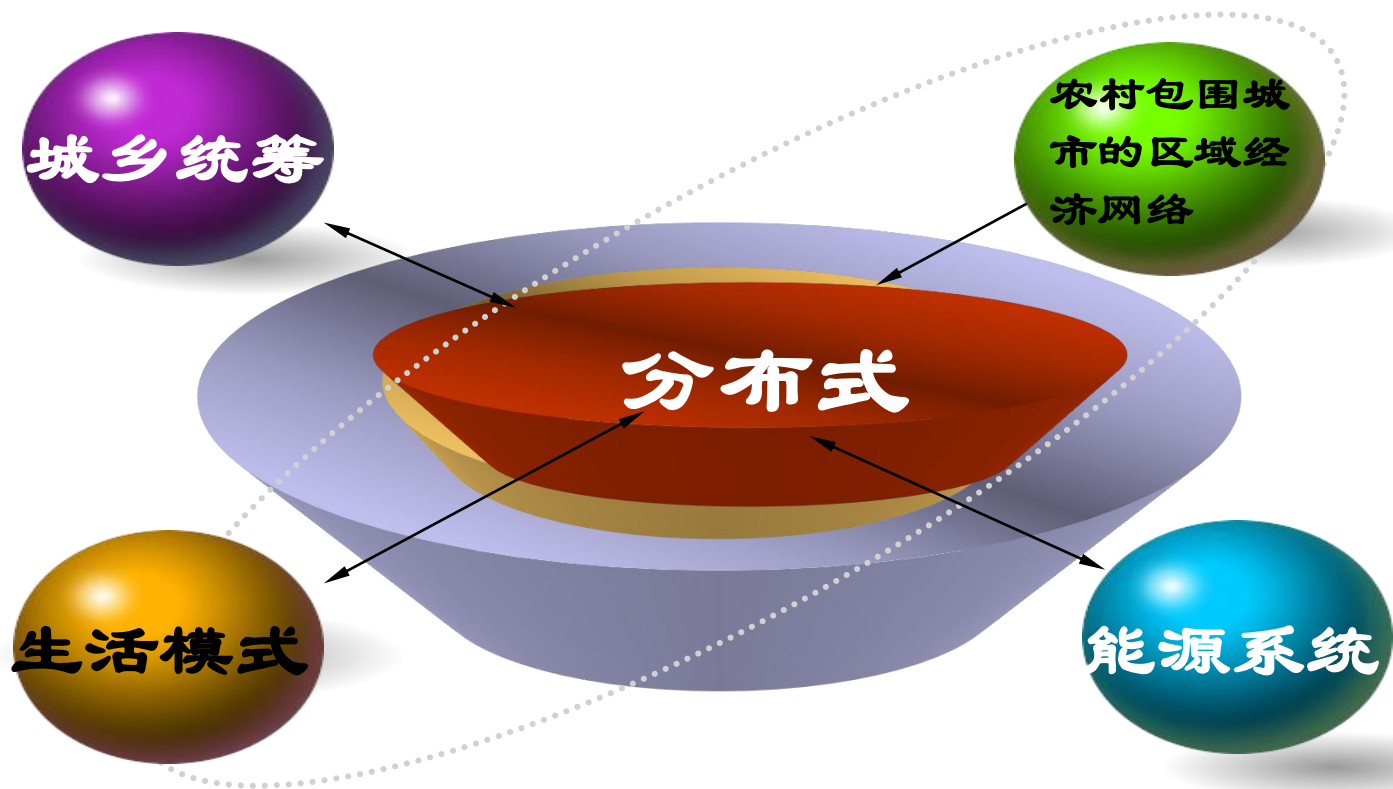 城乡统筹
农村包围城
市的区域经
济网络
分布式
生活模式
能源系统